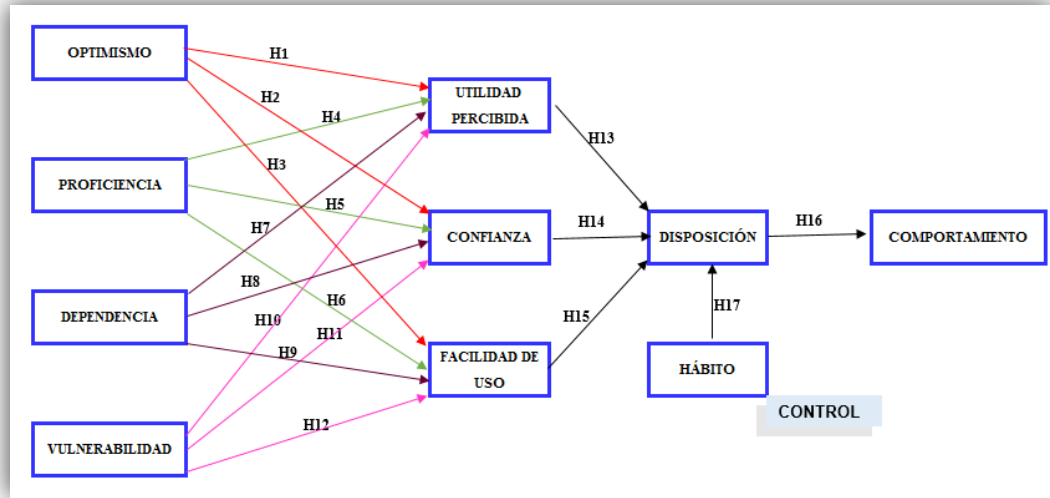 OPTIMISMO
PROFICIENCIA
DEPENDENCIA
VULNERABILIDAD
H1
H2
H4
H3
H5
H7
H8
H6
H10
H11
H9
H12
UTILIDAD
PERCIBIDA
CONFIANZA
FACILIDAD DE
USO
H13
H14
H15
DISPOSICIÓN
H16
COMPORTAMIENTO
H17
HÁBITO
CONTROL